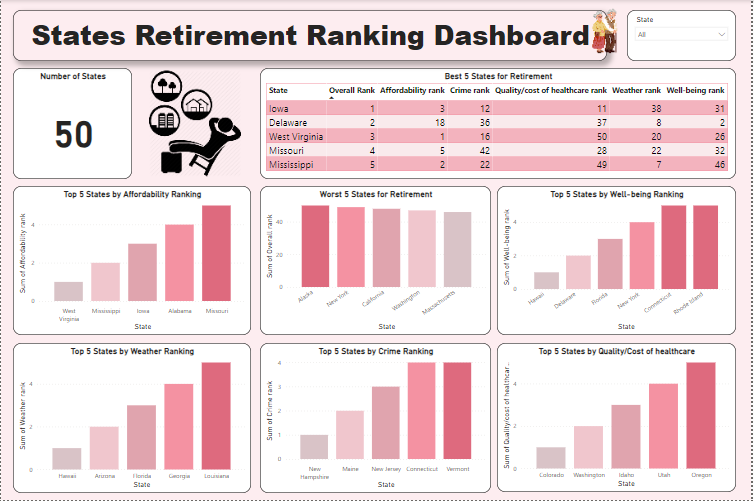 States Retirement Ranking Dashboard
State
All
Number of States
50
Best 5 States for Retirement
State Overall Rank Affordability rank Crime rank Quality/cost of healthcare rank Weather rank Well-being rank
Iowa 1 3 12 11 38 31
Delaware 2 18 36 37 8 2
West Virginia 3 1 16 50 20 26
Missouri 4 5 42 28 22 32
Mississippi 5 2 22 49 7 46
Top 5 States by Affordability Ranking
Sum of Affordability rank
4
2
0
West Virginia Mississippi Iowa Alabama Missouri
State
Worst 5 States for Retirement
Sum of Overall rank
40
20
0
Alaska New York California Washington Massachusetts
State
Top 5 States by Well-being Ranking
Sum of Well-being rank
4
2
0
Hawaii Delaware Florida New York Connecticut Rhode Island
State
Top 5 States by Weather Ranking
Sum of Weather rank
4
2
0
Hawaii Arizona Florida Georgia Louisiana
State
Top 5 States by Crime Ranking
Sum of Crime rank
4
3
2
1
0
New Hampshire Maine New Jersey Connecticut Vermont
State
Top 5 States by Quality/Cost of healthcare
Sum of Quality/cost of healthcar...
4
2
0
Colorado Washington Idaho Utah Oregon
State